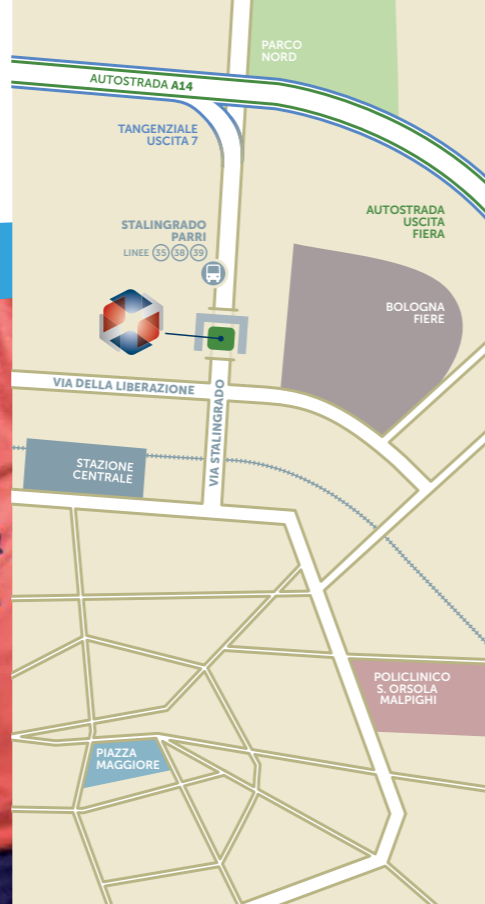 PARCO
NORD
AUTOSTRADA A14
TANGENZIALE
USCITA 7
AUTOSTRADA
USCITA
FIERA
STALINGRADO
PARRI
LINEE 35 38 39
BOLOGNA
FIERE
VIA DELLA LIBERAZIONE
VIA STALINGRADO
STAZIONE
CENTRALE
POLICLINICO
S. ORSOLA
MALPIGHI
PIAZZA
MAGGIORE